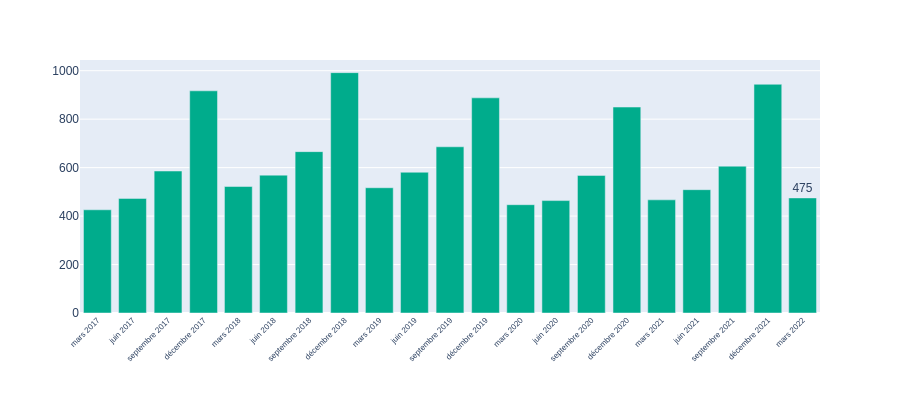 1000
800
600
400
200
0
475
mars 2017
juin 2017
septembre 2017
décembre 2017
mars 2018
juin 2018
septembre 2018
décembre 2018
mars 2019
juin 2019
septembre 2019
décembre 2019
mars 2020
juin 2020
septembre 2020
décembre 2020
mars 2021
juin 2021
septembre 2021
décembre 2021
mars 2022